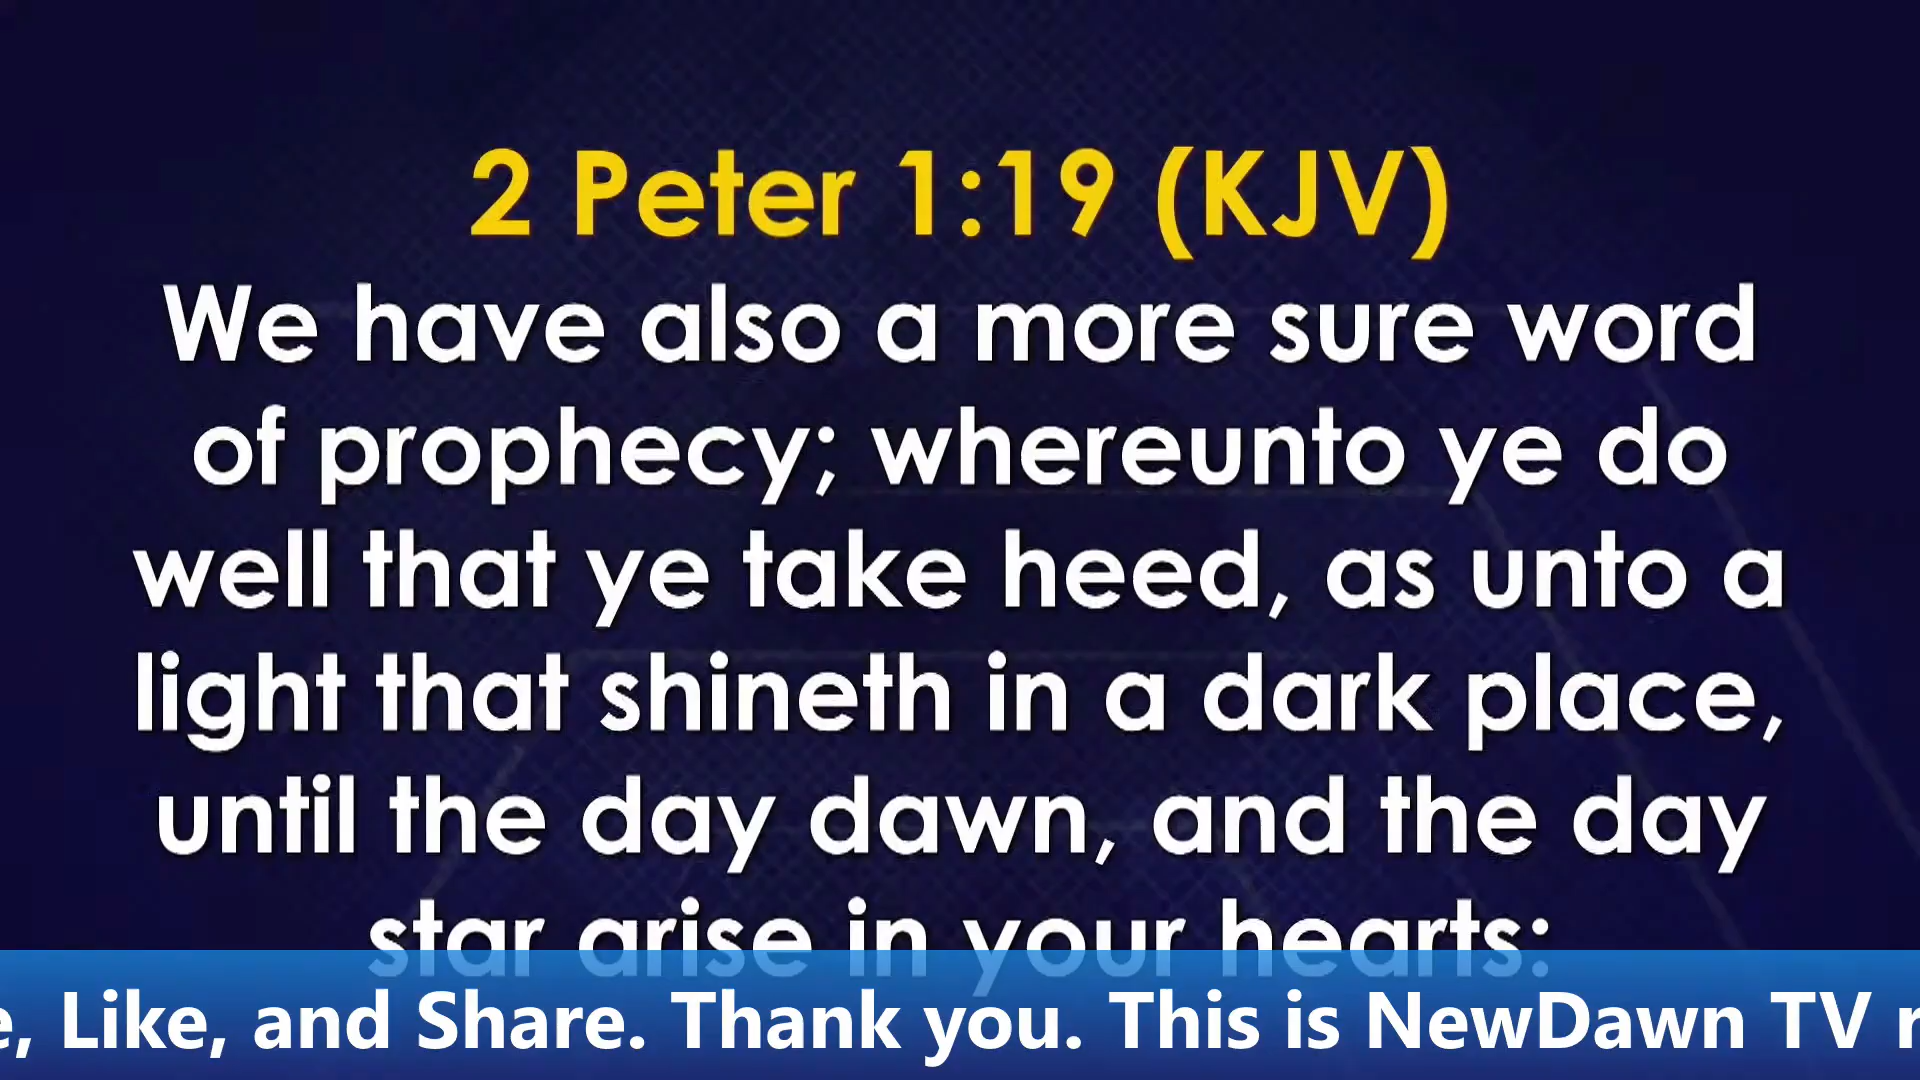 2 Peter 1:19 (KJV)
We have also a more sure word
of prophecy; whereunto ye do
well that ye take heed, as unto a
light that shineth in a dark place,
until the day dawn, and the day
star arise in your hearts:
, Like, and Share. Thank you. This is NewDawn TV